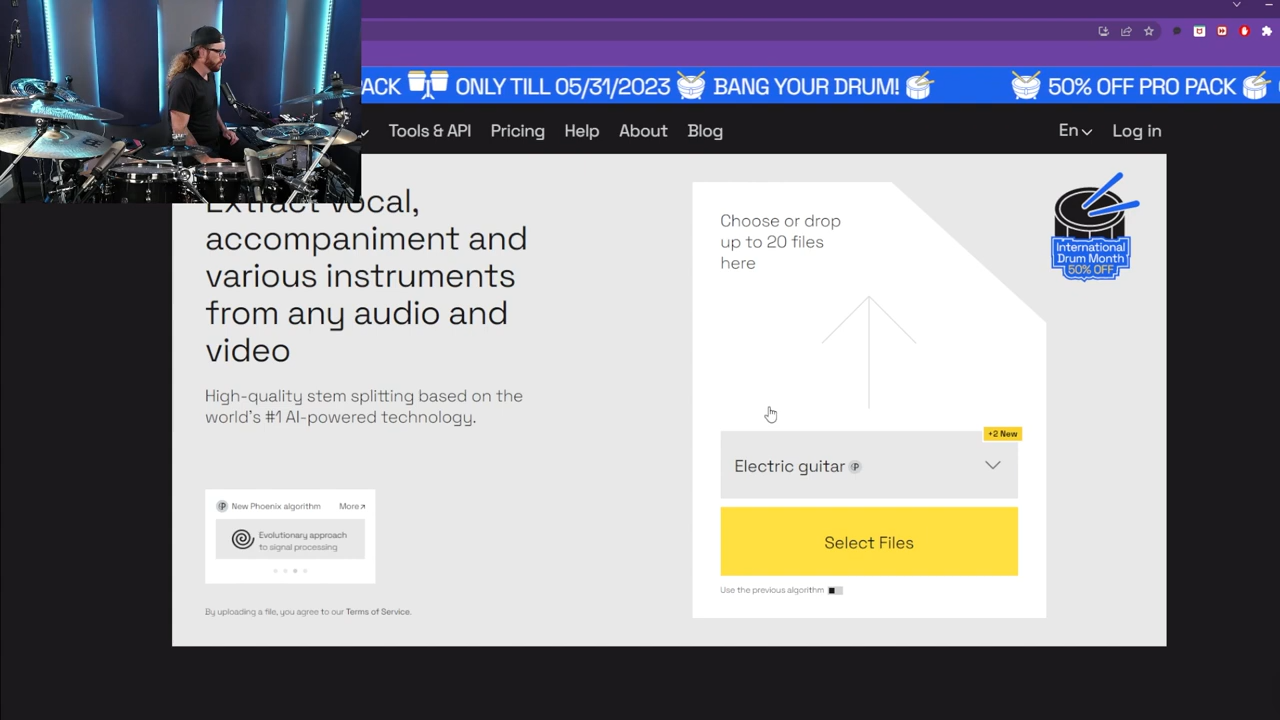 ACK ONLY TILL 05/31/2023 BANG YOUR DRUM! 50% OFF PRO PACK
Tools & API Pricing Help About Blog En Log in
Extract vocal,
accompaniment and
various instruments
from any audio and
video
High-quality stem splitting based on the
world's #1 AI-powered technology.
P New Phoenix algorithm More
Evolutionary approach
to signal processing
By uploading a file, you agree to our Terms of Service.
Choose or drop
up to 20 files
here
+2 New
Electric guitar P
Select Files
Use the previous algorithm
International
Drum Month
50% OFF